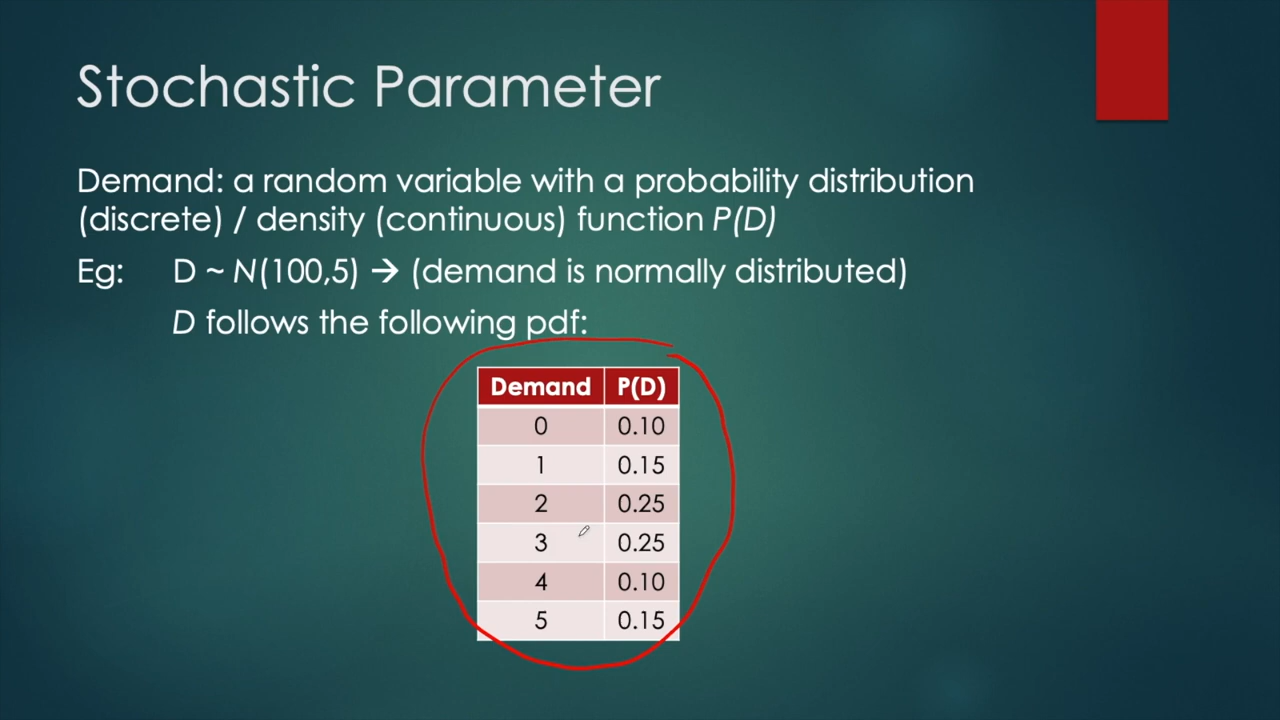 Stochastic Parameter
Demand: a random variable with a probability distribution
(discrete) / density (continuous) function P(D)
Eg: D ~ N(100,5) → (demand is normally distributed)
D follows the following pdf:
Demand P(D)
0 0.10
1 0.15
2 0.25
3 0.25
4 0.10
5 0.15